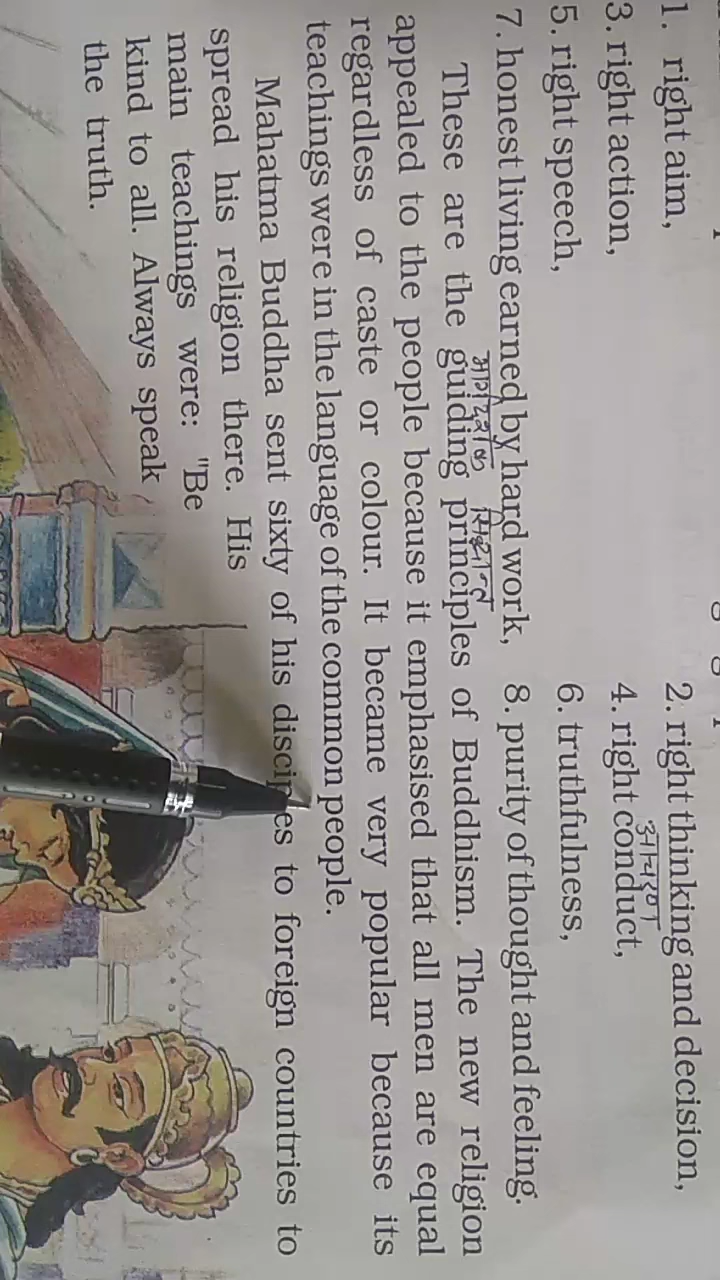 1. right aim,
2. right thinking and decision,
3. right action,
आचरण
4. right conduct,
5. right speech,
6. truthfulness,
7. honest living earned by hard work,
8. purity of thought and feeling.
मार्गदर्शक सिद्धान्त
These are the guiding principles of Buddhism. The new religion
appealed to the people because it emphasised that all men are equal
regardless of caste or colour. It became very popular because its
teachings were in the language of the common people.
Mahatma Buddha sent sixty of his disciples to foreign countries to
spread his religion there. His
main teachings were: "Be
kind to all. Always speak
the truth.